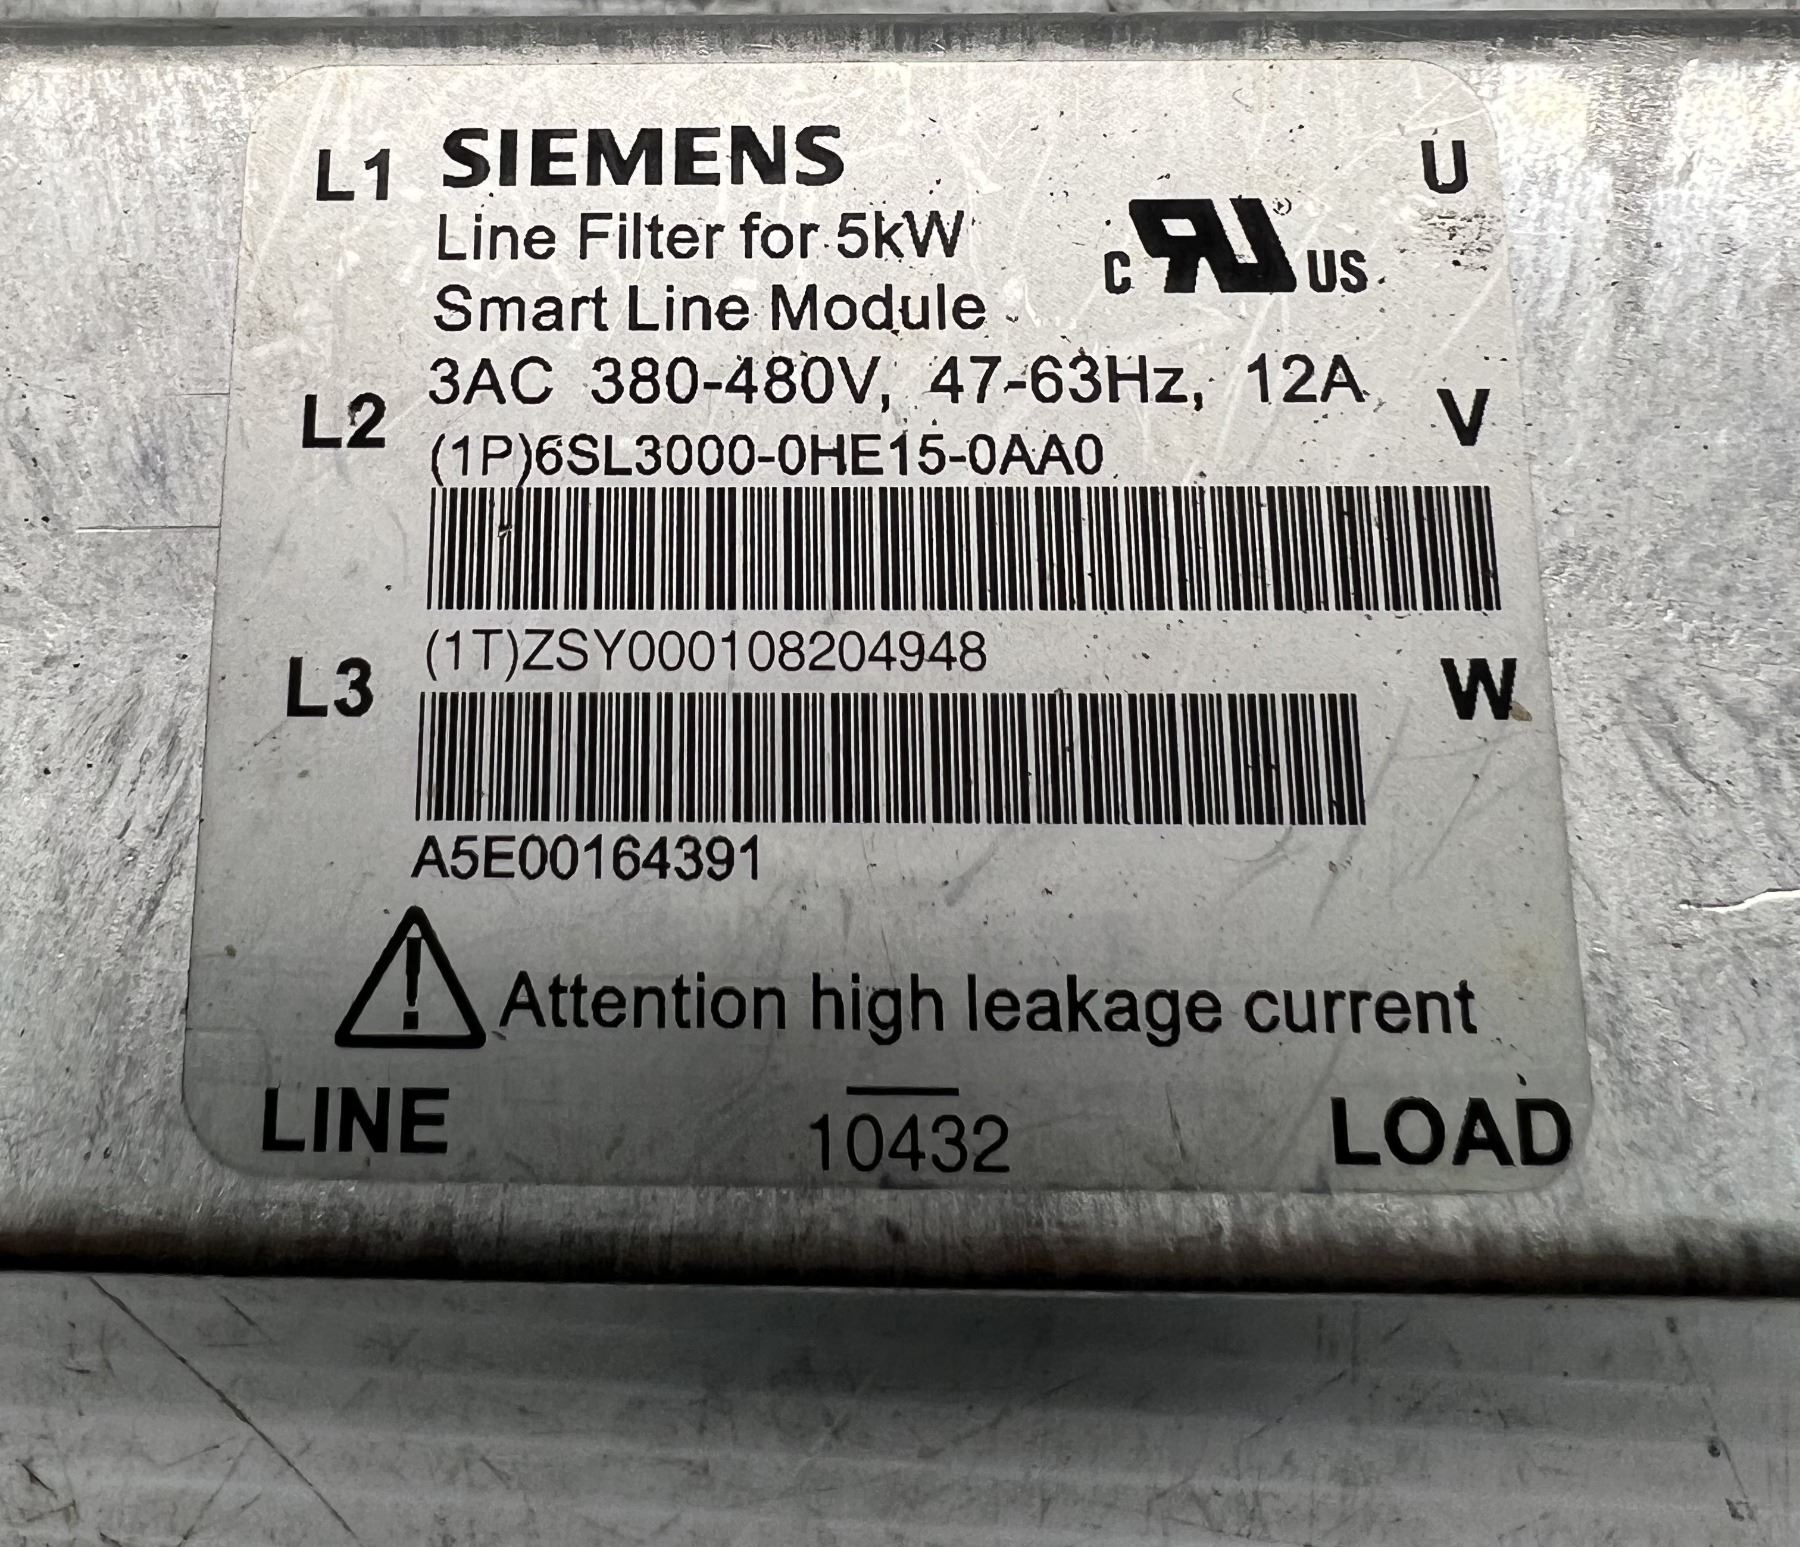 L1 SIEMENS U
Line Filter for 5kW
C RU ® US
Smart Line Module
3AC 380-480V, 47-63Hz, 12A
L2 V
(1P)6SL3000-0HE15-0AA0
(1T)ZSY000108204948
L3 W
A5E00164391
Attention high leakage current
LINE 10432 LOAD